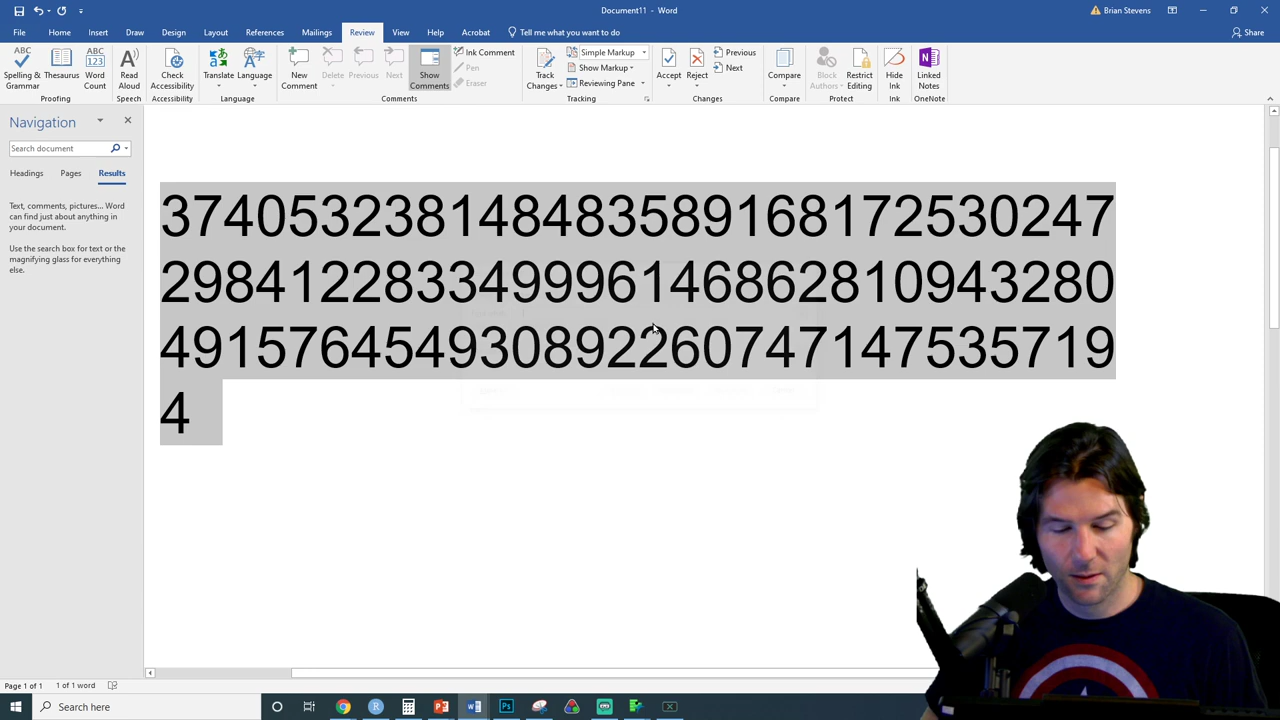 Document11 - Word
Brian Stevens
File Home Insert Draw Design Layout References Mailings Review View Help Acrobat Tell me what you want to do Share
ABC Spelling & Grammar
Thesaurus
ABC 123 Word Count
Read Aloud
Check Accessibility
Translate
Language
New Comment
Delete
Previous
Next
Show Comments
Ink Comment
Pen
Eraser
Track Changes
Simple Markup
Show Markup
Reviewing Pane
Accept
Reject
Previous
Next
Compare
Block Authors
Restrict Editing
Hide Ink
Linked Notes
Proofing Speech Accessibility Language Comments Tracking Changes Compare Protect Ink OneNote
Navigation
Search document
Headings Pages Results
Text, comments, pictures... Word
can find just about anything in
your document.
Use the search box for text or the
magnifying glass for everything
else.
374053238148483589168172530247
298412283349996146862810943280
491576454930892260747147535719
4
Page 1 of 1 1 of 1 word
Search here